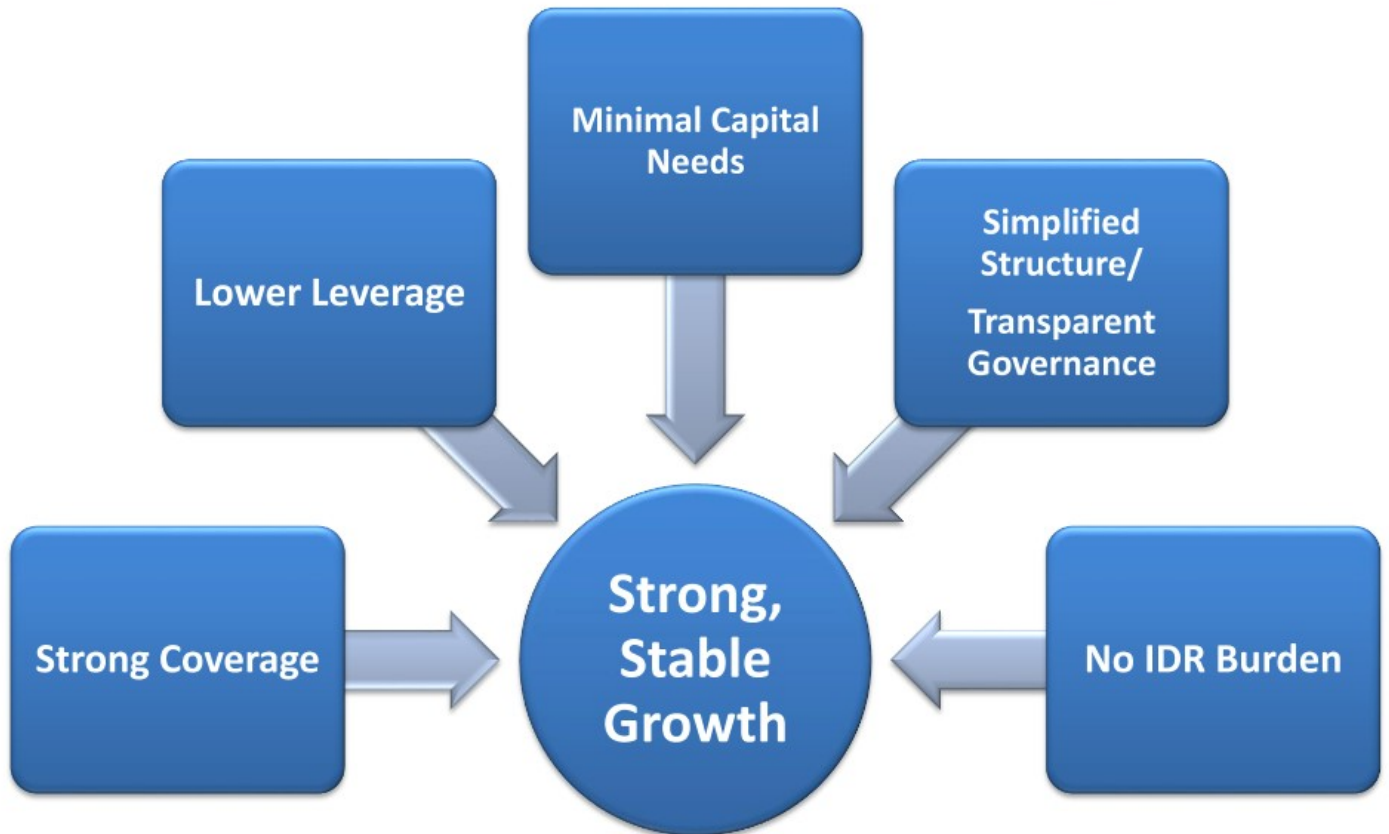 Minimal Capital
Needs
Simplified
Structure/
Transparent
Governance
Lower Leverage
Strong Coverage
Strong,
Stable
Growth
No IDR Burden